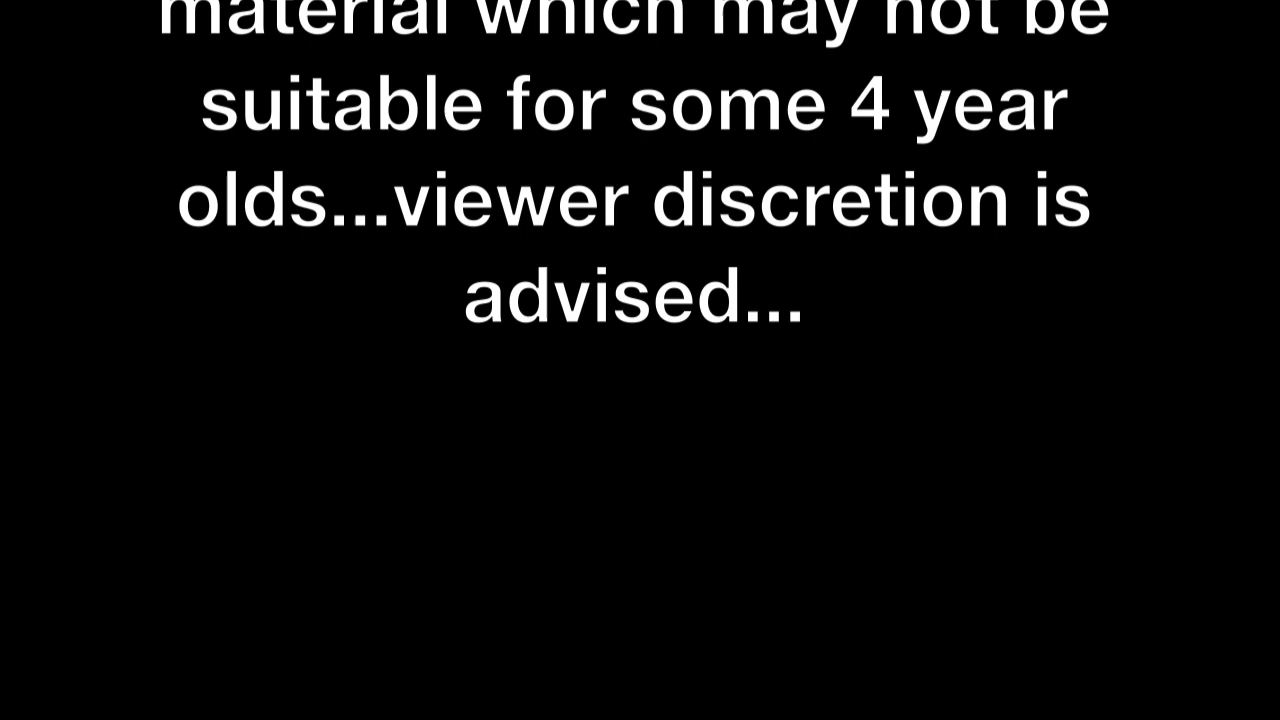 material which may not be
suitable for some 4 year
olds...viewer discretion is
advised...